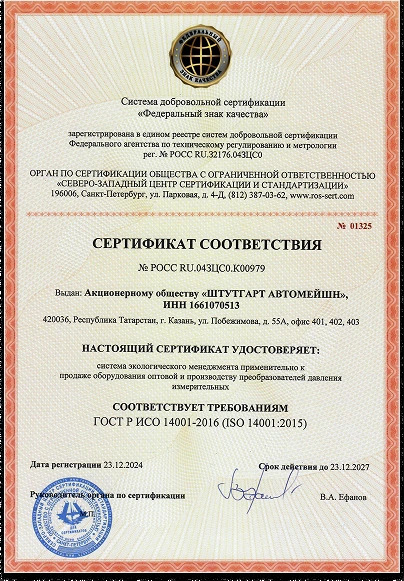 ФЕДЕРАЛЬНЫЙ
ЗНАК КАЧЕСТВА
Система добровольной сертификации
«Федеральный знак качества»
зарегистрирована в едином реестре систем добровольной сертификации
Федерального агентства по техническому регулированию и метрологии
рег. № РОСС RU.32176.04ЗЦС0
ОРГАН ПО СЕРТИФИКАЦИИ ОБЩЕСТВА С ОГРАНИЧЕННОЙ ОТВЕТСТВЕННОСТЬЮ
«СЕВЕРО-ЗАПАДНЫЙ ЦЕНТР СЕРТИФИКАЦИИ И СТАНДАРТИЗАЦИИ»
196006, Санкт-Петербург, ул. Парковая, д. 4-Д, (812) 387-03-62, www.ros-sert.com
№ 01325
СЕРТИФИКАТ СООТВЕТСТВИЯ
№ РОСС RU.04ЗЦС0.К00979
Выдан: Акционерному обществу «ШТУТГАРТ АВТОМЕЙШН»,
ИНН 1661070513
420036, Республика Татарстан, г. Казань, ул. Побежимова, д. 55А, офис 401, 402, 403
НАСТОЯЩИЙ СЕРТИФИКАТ УДОСТОВЕРЯЕТ:
система экологического менеджмента применительно к
продаже оборудования оптовой и производству преобразователей давления
измерительных
СООТВЕТСТВУЕТ ТРЕБОВАНИЯМ
ГОСТ Р ИСО 14001-2016 (ISO 14001:2015)
Дата регистрации 23.12.2024
Срок действия до 23.12.2027
Руководитель органа по сертификации
В.А. Ефанов
М.П.